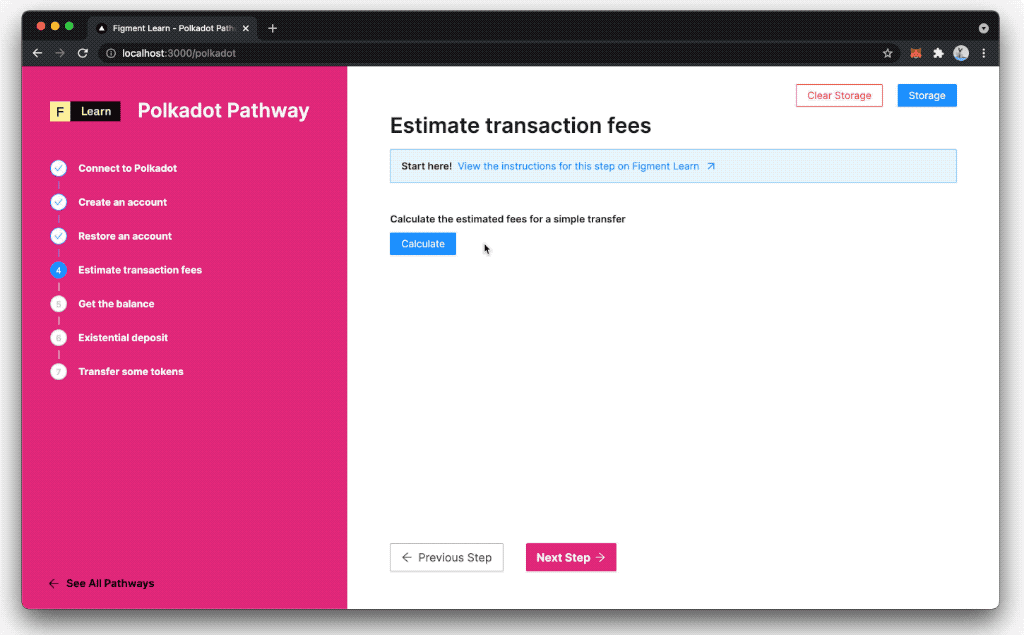 Figment Learn - Polkadot Path
localhost:3000/polkadot
F Learn
Polkadot Pathway
Connect to Polkadot
Create an account
Restore an account
4 Estimate transaction fees
5 Get the balance
6 Existential deposit
7 Transfer some tokens
← See All Pathways
Clear Storage
Storage
Estimate transaction fees
Start here! View the instructions for this step on Figment Learn
Calculate the estimated fees for a simple transfer
Calculate
← Previous Step
Next Step →